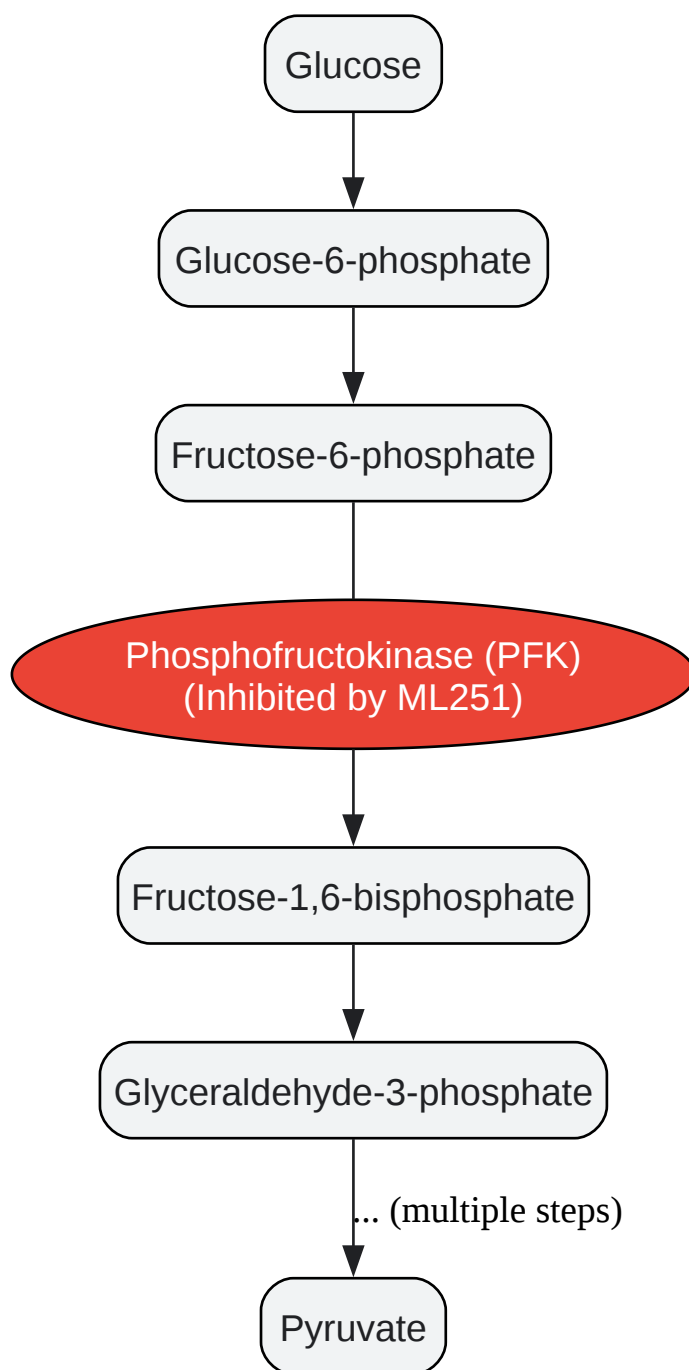 Glucose
Glucose-6-phosphate
Fructose-6-phosphate
Phosphofructokinase (PFK)
(Inhibited by ML251)
Fructose-1,6-bisphosphate
Glyceraldehyde-3-phosphate
... (multiple steps)
Pyruvate